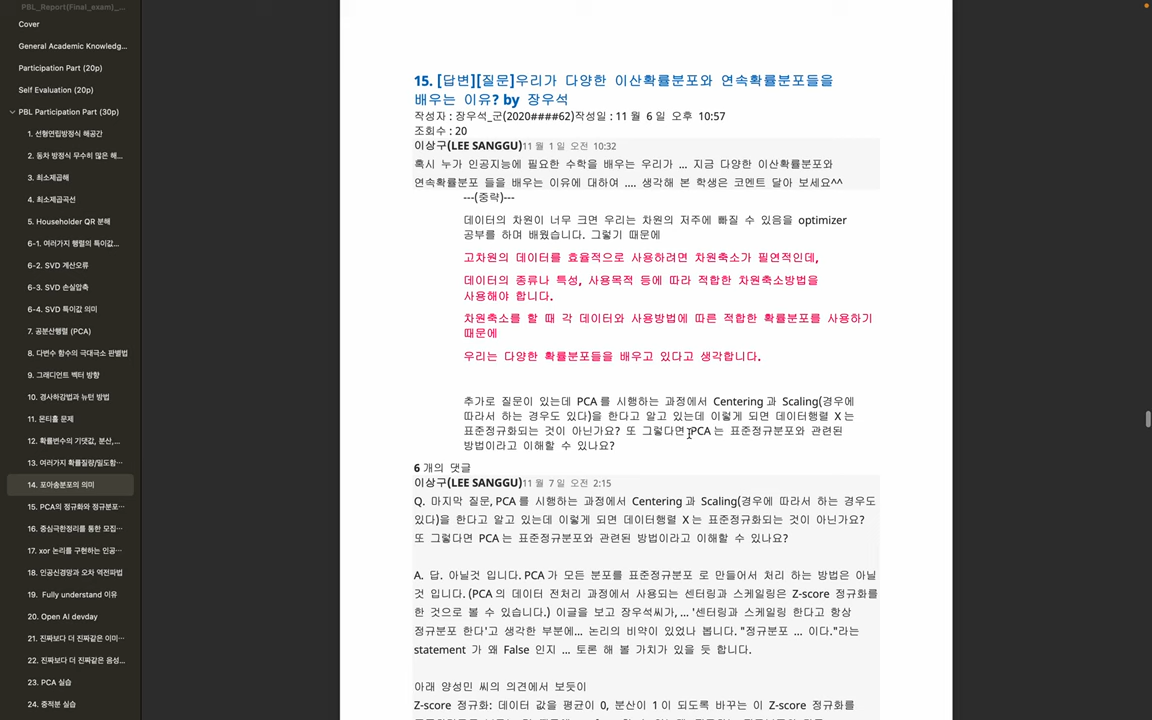 PBL_Report(Final_exam)_...
Cover
General Academic Knowledg...
Participation Part (20p)
Self Evaluation (20p)
PBL Participation Part (30p)
1. 선형연립방정식 해공간
2. 동차 방정식 무수히 많은 해...
3. 최소제곱해
4. 최소제곱곡선
5. Householder QR 분해
6-1. 여러가지 행렬의 특이값...
6-2. SVD 계산오류
6-3. SVD 손실압축
6-4. SVD 특이값 의미
7. 공분산행렬 (PCA)
8. 다변수 함수의 극대극소 판별법
9. 그래디언트 벡터 방향
10. 경사하강법과 뉴턴 방법
11. 몬티홀 문제
12. 확률변수의 기댓값, 분산,...
13. 여러가지 확률질량/밀도함...
14. 포아송분포의 의미
15. PCA의 정규화와 정규분포...
16. 중심극한정리를 통한 모집...
17. xor 논리를 구현하는 인공...
18. 인공신경망과 오차 역전파법
19. Fully understand 이유
20. Open AI devday
21. 진짜보다 더 진짜같은 이미...
22. 진짜보다 더 진짜같은 음성...
23. PCA 실습
24. 중적분 실습
15. [답변][질문]우리가 다양한 이산확률분포와 연속확률분포들을
배우는 이유? by 장우석
작성자 : 장우석_군(2020####62)작성일 : 11 월 6 일 오후 10:57
조회수 : 20
이상구(LEE SANGGU)11 월 1 일 오전 10:32
혹시 누가 인공지능에 필요한 수학을 배우는 우리가 ... 지금 다양한 이산확률분포와
연속확률분포 들을 배우는 이유에 대하여 .... 생각해 본 학생은 코멘트 달아 보세요^^
---(중략)---
데이터의 차원이 너무 크면 우리는 차원의 저주에 빠질 수 있음을 optimizer
공부를 하며 배웠습니다. 그렇기 때문에
고차원의 데이터를 효율적으로 사용하려면 차원축소가 필연적인데,
데이터의 종류나 특성, 사용목적 등에 따라 적합한 차원축소방법을
사용해야 합니다.
차원축소를 할 때 각 데이터와 사용방법에 따른 적합한 확률분포를 사용하기
때문에
우리는 다양한 확률분포들을 배우고 있다고 생각합니다.
추가로 질문이 있는데 PCA 를 시행하는 과정에서 Centering 과 Scaling(경우에
따라서 하는 경우도 있다)을 한다고 알고 있는데 이렇게 되면 데이터행렬 X 는
표준정규화되는 것이 아닌가요? 또 그렇다면 PCA 는 표준정규분포와 관련된
방법이라고 이해할 수 있나요?
6 개의 댓글
이상구(LEE SANGGU)11 월 7 일 오전 2:15
Q. 마지막 질문, PCA 를 시행하는 과정에서 Centering 과 Scaling(경우에 따라서 하는 경우도
있다)을 한다고 알고 있는데 이렇게 되면 데이터행렬 X 는 표준정규화되는 것이 아닌가요?
또 그렇다면 PCA 는 표준정규분포와 관련된 방법이라고 이해할 수 있나요?
A. 답. 아닐것 입니다. PCA 가 모든 분포를 표준정규분포 로 만들어서 처리 하는 방법은 아닐
것 입니다. (PCA 의 데이터 전처리 과정에서 사용되는 센터링과 스케일링은 Z-score 정규화를
한 것으로 볼 수 있습니다.) 이글을 보고 장우석씨가, ... '센터링과 스케일링 한다고 항상
정규분포 한다'고 생각한 부분에... 논리의 비약이 있었나 봅니다. "정규분포 ... 이다."라는
statement 가 왜 False 인지 ... 토론 해 볼 가치가 있을 듯 합니다.
아래 양성민 씨의 의견에서 보듯이
Z-score 정규화: 데이터 값을 평균이 0, 분산이 1 이 되도록 바꾸는 이 Z-score 정규화를